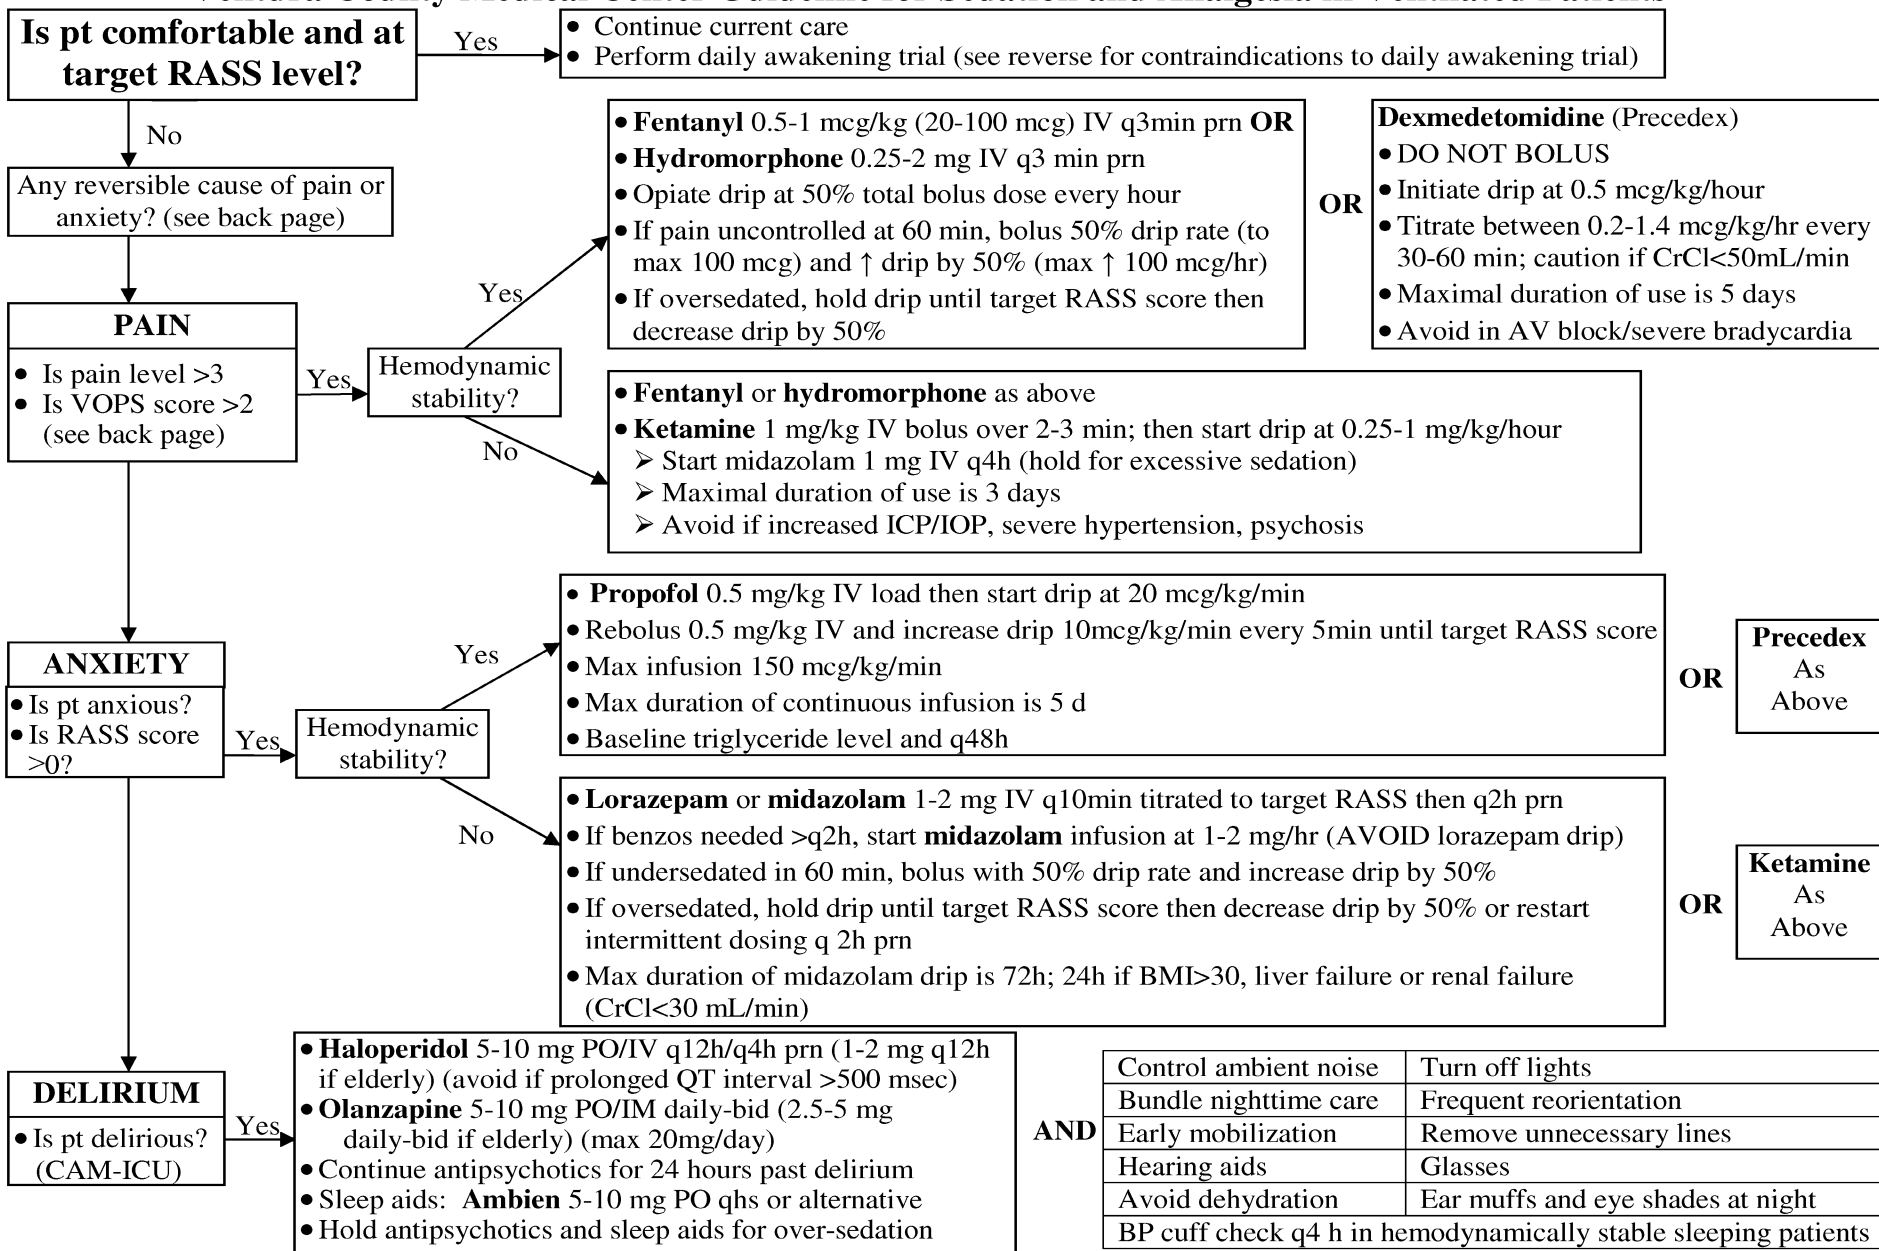 Ventura County Medical Center Guideline for Sedation and Analgesia in Ventilated Patients
Is pt comfortable and at
target RASS level?
Yes
• Continue current care
• Perform daily awakening trial (see reverse for contraindications to daily awakening trial)
No
Any reversible cause of pain or
anxiety? (see back page)
PAIN
• Is pain level >3
• Is VOPS score >2
(see back page)
Yes
Hemodynamic
stability?
Yes
• Fentanyl 0.5-1 mcg/kg (20-100 mcg) IV q3min prn OR
• Hydromorphone 0.25-2 mg IV q3 min prn
• Opiate drip at 50% total bolus dose every hour
• If pain uncontrolled at 60 min, bolus 50% drip rate (to
max 100 mcg) and ↑ drip by 50% (max ↑ 100 mcg/hr)
• If oversedated, hold drip until target RASS score then
decrease drip by 50%
OR
Dexmedetomidine (Precedex)
• DO NOT BOLUS
• Initiate drip at 0.5 mcg/kg/hour
• Titrate between 0.2-1.4 mcg/kg/hr every
30-60 min; caution if CrCl<50mL/min
• Maximal duration of use is 5 days
• Avoid in AV block/severe bradycardia
No
• Fentanyl or hydromorphone as above
• Ketamine 1 mg/kg IV bolus over 2-3 min; then start drip at 0.25-1 mg/kg/hour
➢ Start midazolam 1 mg IV q4h (hold for excessive sedation)
➢ Maximal duration of use is 3 days
➢ Avoid if increased ICP/IOP, severe hypertension, psychosis
ANXIETY
• Is pt anxious?
• Is RASS score
>0?
Yes
Hemodynamic
stability?
Yes
• Propofol 0.5 mg/kg IV load then start drip at 20 mcg/kg/min
• Rebolus 0.5 mg/kg IV and increase drip 10mcg/kg/min every 5min until target RASS score
• Max infusion 150 mcg/kg/min
• Max duration of continuous infusion is 5 d
• Baseline triglyceride level and q48h
OR
Precedex
As
Above
No
• Lorazepam or midazolam 1-2 mg IV q10min titrated to target RASS then q2h prn
• If benzos needed >q2h, start midazolam infusion at 1-2 mg/hr (AVOID lorazepam drip)
• If undersedated in 60 min, bolus with 50% drip rate and increase drip by 50%
• If oversedated, hold drip until target RASS score then decrease drip by 50% or restart
intermittent dosing q 2h prn
• Max duration of midazolam drip is 72h; 24h if BMI>30, liver failure or renal failure
(CrCl<30 mL/min)
OR
Ketamine
As
Above
DELIRIUM
• Is pt delirious?
(CAM-ICU)
Yes
• Haloperidol 5-10 mg PO/IV q12h/q4h prn (1-2 mg q12h
if elderly) (avoid if prolonged QT interval >500 msec)
• Olanzapine 5-10 mg PO/IM daily-bid (2.5-5 mg
daily-bid if elderly) (max 20mg/day)
• Continue antipsychotics for 24 hours past delirium
• Sleep aids: Ambien 5-10 mg PO qhs or alternative
• Hold antipsychotics and sleep aids for over-sedation
AND
Control ambient noise Turn off lights
Bundle nighttime care Frequent reorientation
Early mobilization Remove unnecessary lines
Hearing aids Glasses
Avoid dehydration Ear muffs and eye shades at night
BP cuff check q4 h in hemodynamically stable sleeping patients